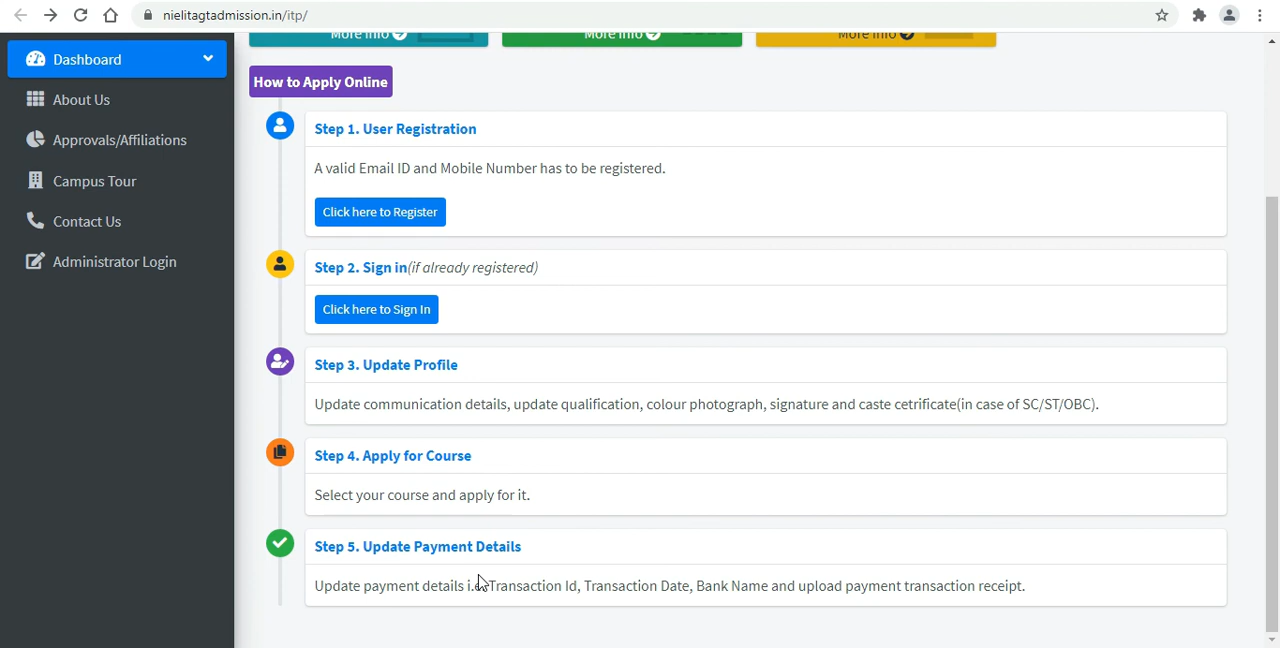 nielitagtadmission.in/itp/
More info
More info
More info
Dashboard
About Us
Approvals/Affiliations
Campus Tour
Contact Us
Administrator Login
How to Apply Online
Step 1. User Registration
A valid Email ID and Mobile Number has to be registered.
Click here to Register
Step 2. Sign in(if already registered)
Click here to Sign In
Step 3. Update Profile
Update communication details, update qualification, colour photograph, signature and caste cetrificate(in case of SC/ST/OBC).
Step 4. Apply for Course
Select your course and apply for it.
Step 5. Update Payment Details
Update payment details i.e Transaction Id, Transaction Date, Bank Name and upload payment transaction receipt.